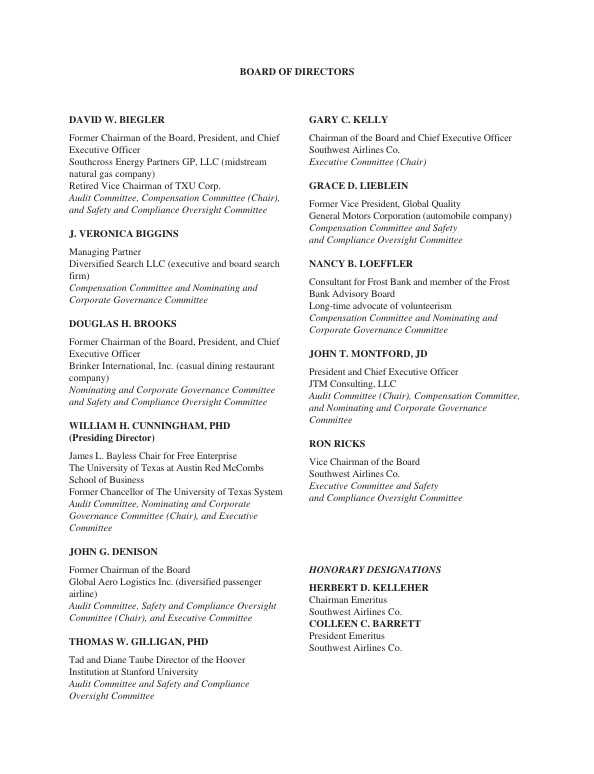 BOARD OF DIRECTORS
DAVID W. BIEGLER
Former Chairman of the Board, President, and Chief
Executive Officer
Southcross Energy Partners GP, LLC (midstream
natural gas company)
Retired Vice Chairman of TXU Corp.
Audit Committee, Compensation Committee (Chair),
and Safety and Compliance Oversight Committee
J. VERONICA BIGGINS
Managing Partner
Diversified Search LLC (executive and board search
firm)
Compensation Committee and Nominating and
Corporate Governance Committee
DOUGLAS H. BROOKS
Former Chairman of the Board, President, and Chief
Executive Officer
Brinker International, Inc. (casual dining restaurant
company)
Nominating and Corporate Governance Committee
and Safety and Compliance Oversight Committee
WILLIAM H. CUNNINGHAM, PHD
(Presiding Director)
James L. Bayless Chair for Free Enterprise
The University of Texas at Austin Red McCombs
School of Business
Former Chancellor of The University of Texas System
Audit Committee, Nominating and Corporate
Governance Committee (Chair), and Executive
Committee
JOHN G. DENISON
Former Chairman of the Board
Global Aero Logistics Inc. (diversified passenger
airline)
Audit Committee, Safety and Compliance Oversight
Committee (Chair), and Executive Committee
THOMAS W. GILLIGAN, PHD
Tad and Diane Taube Director of the Hoover
Institution at Stanford University
Audit Committee and Safety and Compliance
Oversight Committee
GARY C. KELLY
Chairman of the Board and Chief Executive Officer
Southwest Airlines Co.
Executive Committee (Chair)
GRACE D. LIEBLEIN
Former Vice President, Global Quality
General Motors Corporation (automobile company)
Compensation Committee and Safety
and Compliance Oversight Committee
NANCY B. LOEFFLER
Consultant for Frost Bank and member of the Frost
Bank Advisory Board
Long-time advocate of volunteerism
Compensation Committee and Nominating and
Corporate Governance Committee
JOHN T. MONTFORD, JD
President and Chief Executive Officer
JTM Consulting, LLC
Audit Committee (Chair), Compensation Committee,
and Nominating and Corporate Governance
Committee
RON RICKS
Vice Chairman of the Board
Southwest Airlines Co.
Executive Committee and Safety
and Compliance Oversight Committee
HONORARY DESIGNATIONS
HERBERT D. KELLEHER
Chairman Emeritus
Southwest Airlines Co.
COLLEEN C. BARRETT
President Emeritus
Southwest Airlines Co.